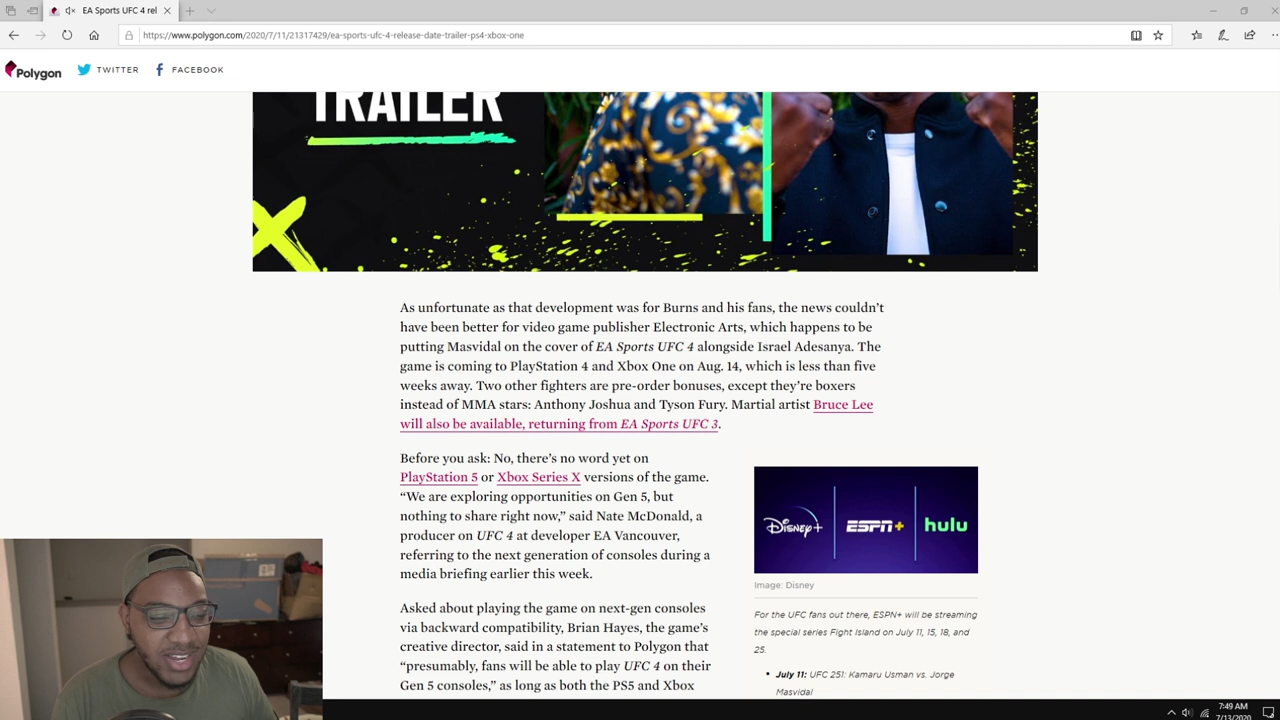 EA Sports UFC 4 rel
https://www.polygon.com/2020/7/11/21317429/ea-sports-ufc-4-release-date-trailer-ps4-xbox-one
Polygon
TWITTER
FACEBOOK
TRAILER
As unfortunate as that development was for Burns and his fans, the news couldn’t
have been better for video game publisher Electronic Arts, which happens to be
putting Masvidal on the cover of EA Sports UFC 4 alongside Israel Adesanya. The
game is coming to PlayStation 4 and Xbox One on Aug. 14, which is less than five
weeks away. Two other fighters are pre-order bonuses, except they’re boxers
instead of MMA stars: Anthony Joshua and Tyson Fury. Martial artist Bruce Lee
will also be available, returning from EA Sports UFC 3.
Before you ask: No, there’s no word yet on
PlayStation 5 or Xbox Series X versions of the game.
“We are exploring opportunities on Gen 5, but
nothing to share right now,” said Nate McDonald, a
producer on UFC 4 at developer EA Vancouver,
referring to the next generation of consoles during a
media briefing earlier this week.
Asked about playing the game on next-gen consoles
via backward compatibility, Brian Hayes, the game’s
creative director, said in a statement to Polygon that
“presumably, fans will be able to play UFC 4 on their
Gen 5 consoles,” as long as both the PS5 and Xbox
Disney+
ESPN+
hulu
Image: Disney
For the UFC fans out there, ESPN+ will be streaming
the special series Fight Island on July 11, 15, 18, and
25.
• July 11: UFC 251: Kamaru Usman vs. Jorge
Masvidal
7:49 AM
7/13/2020